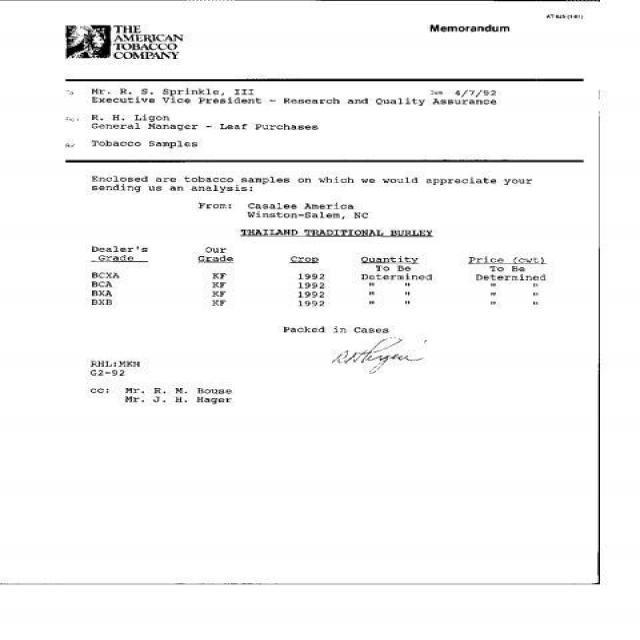 AT-825 (1-81)
THE
AMERICAN
TOBACCO
COMPANY
Memorandum
To Mr. R. S. Sprinkle, III Date 4/7/92
Executive Vice President - Research and Quality Assurance
R. H. Ligon
General Manager - Leaf Purchases
Re Tobacco Samples
Enclosed are tobacco samples on which we would appreciate your
sending us an analysis:
From: Casalee America
Winston-Salem, NC
THAILAND TRADITIONAL BURLEY
Dealer's Our
Grade Grade Crop Quantity Price (cwt)
To Be To Be
BCXA KF 1992 Determined Determined
BCA KF 1992 " " " "
BXA KF 1992 " " " "
BXB KF 1992 " " " "
Packed in Cases
RHL:MKM
G2-92
cc: Mr. R. M. Bouse
Mr. J. H. Hager